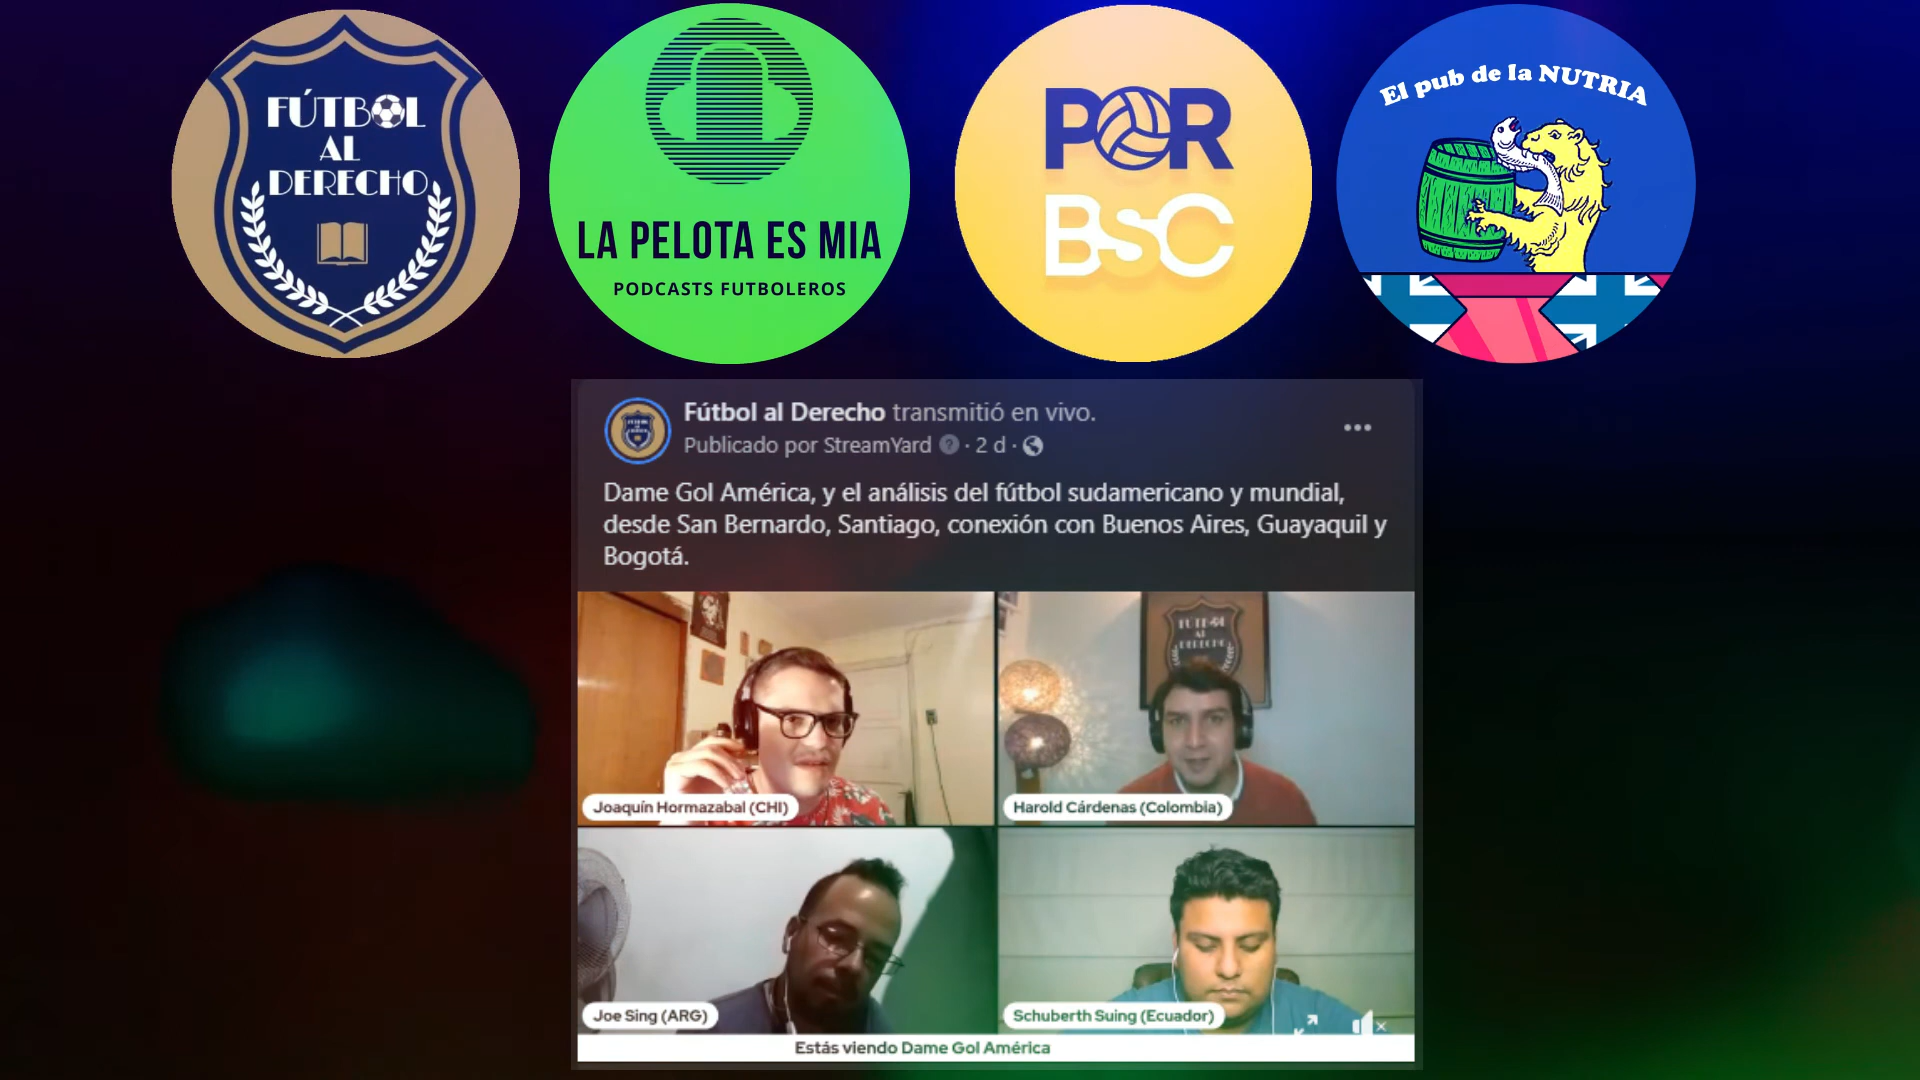 FÚTBOL
AL
DERECHO
LA PELOTA ES MIA
PODCASTS FUTBOLEROS
POR
BSC
El pub de la NUTRIA
Fútbol al Derecho transmitió en vivo.
Publicado por StreamYard · 2 d ·
Dame Gol América, y el análisis del fútbol sudamericano y mundial,
desde San Bernardo, Santiago, conexión con Buenos Aires, Guayaquil y
Bogotá.
FÚTBOL
AL
DERECHO
Joaquín Hormazabal (CHI)
Harold Cárdenas (Colombia)
Joe Sing (ARG)
Schuberth Suing (Ecuador)
Estás viendo Dame Gol América